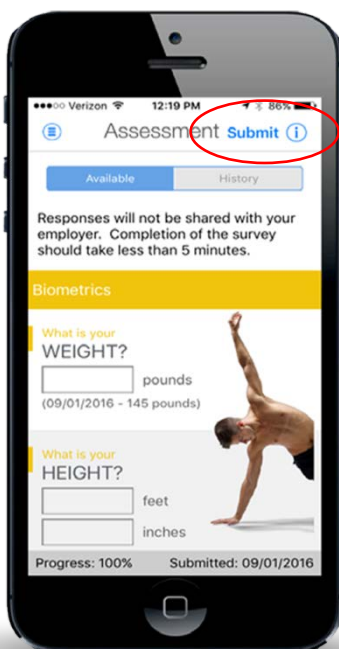 Verizon 12:19 PM 86%
Assessment Submit i
Available History
Responses will not be shared with your
employer. Completion of the survey
should take less than 5 minutes.
Biometrics
What is your
WEIGHT?
pounds
(09/01/2016 - 145 pounds)
What is your
HEIGHT?
feet
inches
Progress: 100% Submitted: 09/01/2016